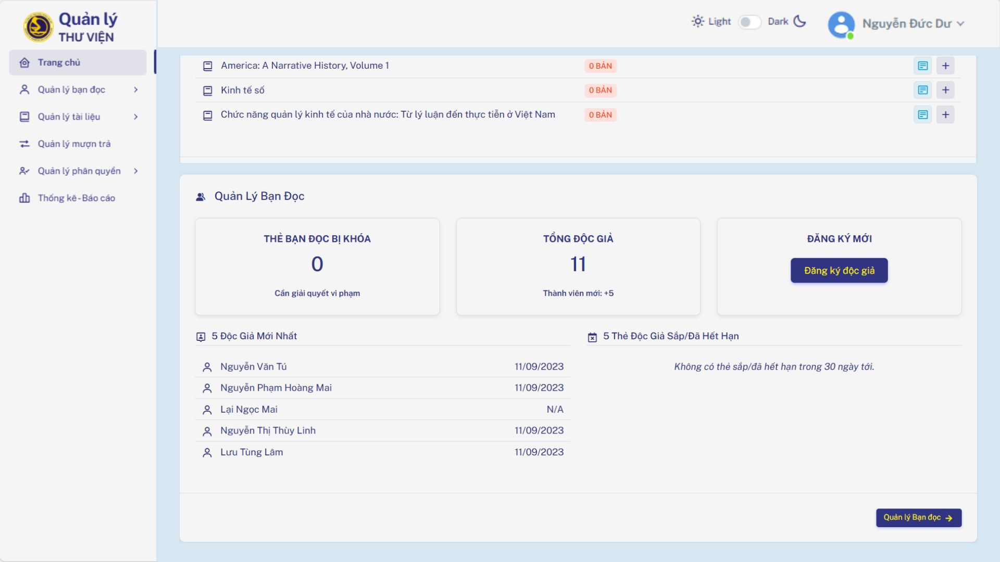 Quản lý
THƯ VIỆN
Light
Dark
Nguyễn Đức Dư
Trang chủ
Quản lý bạn đọc
Quản lý tài liệu
Quản lý mượn trả
Quản lý phân quyền
Thống kê - Báo cáo
America: A Narrative History, Volume 1 0 BẢN
Kinh tế số 0 BẢN
Chức năng quản lý kinh tế của nhà nước: Từ lý luận đến thực tiễn ở Việt Nam 0 BẢN
Quản Lý Bạn Đọc
THẺ BẠN ĐỌC BỊ KHÓA
0
Cần giải quyết vi phạm
TỔNG ĐỘC GIẢ
11
Thành viên mới: +5
ĐĂNG KÝ MỚI
Đăng ký độc giả
5 Độc Giả Mới Nhất
Nguyễn Văn Tú 11/09/2023
Nguyễn Phạm Hoàng Mai 11/09/2023
Lại Ngọc Mai N/A
Nguyễn Thị Thùy Linh 11/09/2023
Lưu Tùng Lâm 11/09/2023
5 Thẻ Độc Giả Sắp/Đã Hết Hạn
Không có thẻ sắp/đã hết hạn trong 30 ngày tới.
Quản lý Bạn đọc